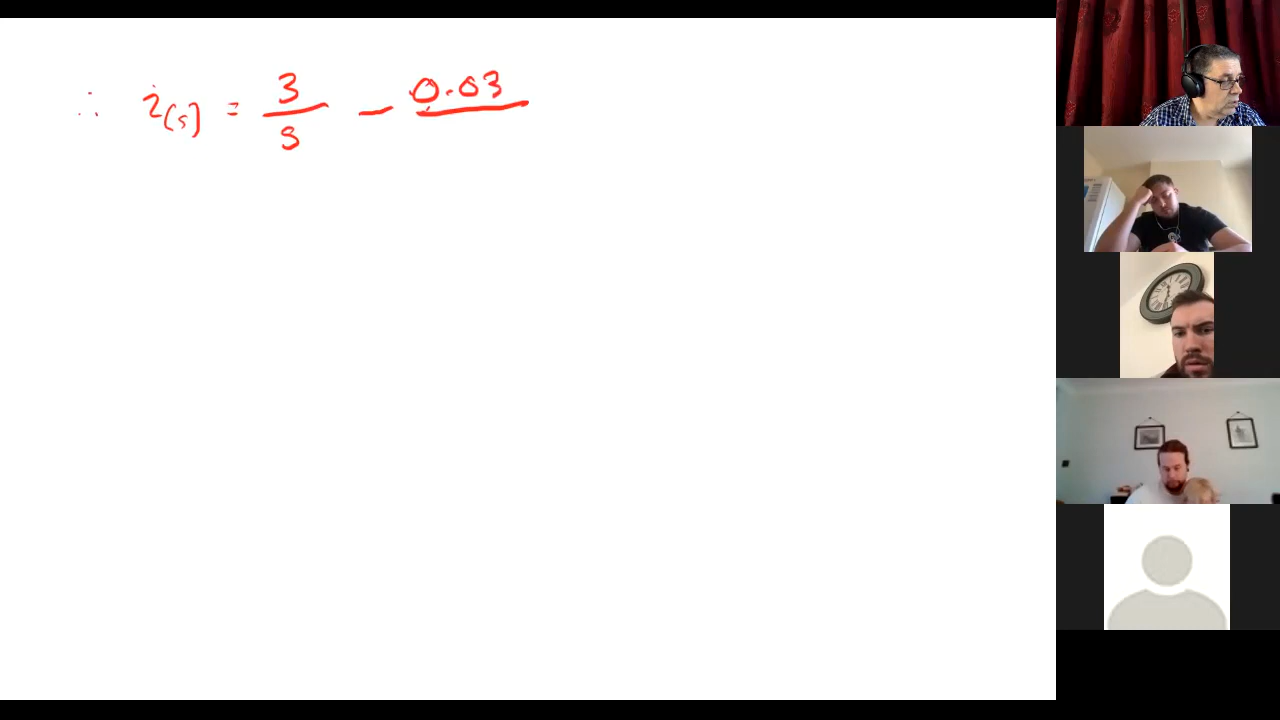 ∴ i(s) = 3/s - 0.03/